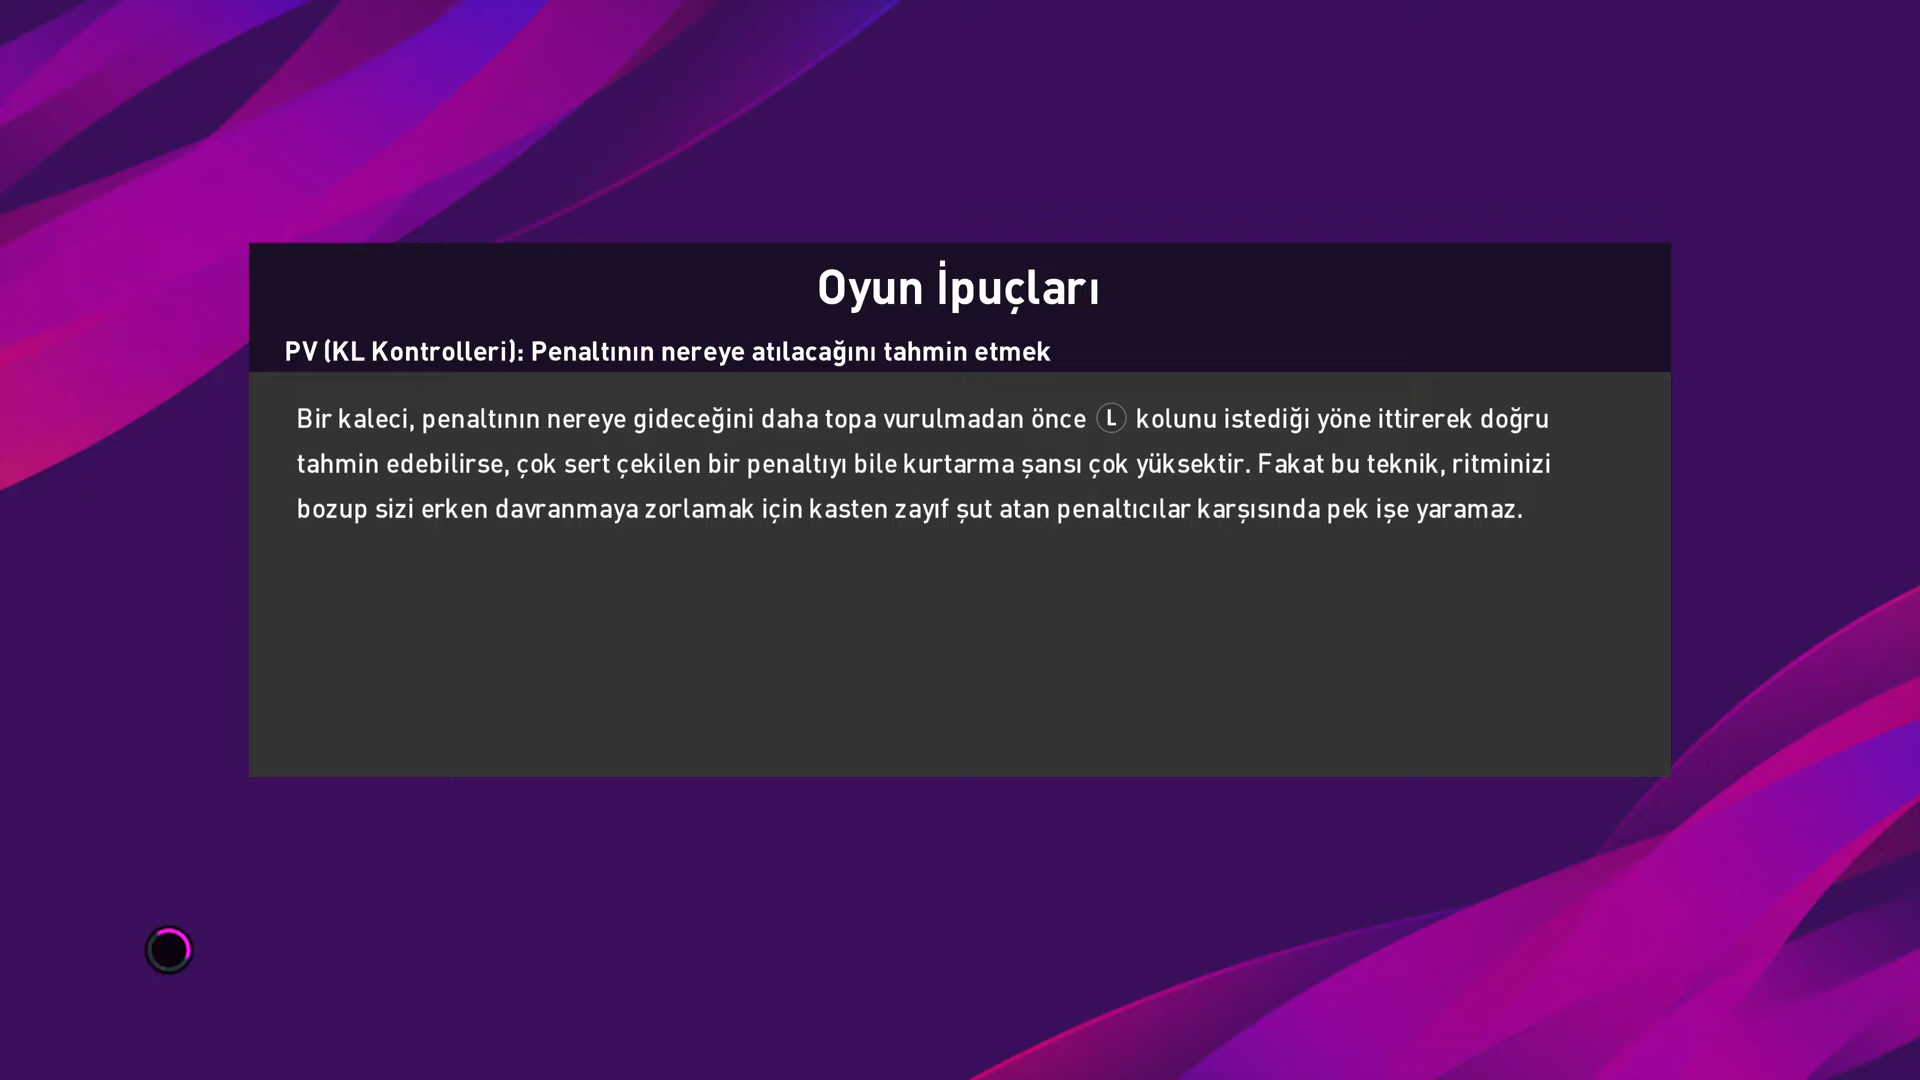 Oyun İpuçları
PV (KL Kontrolleri): Penaltının nereye atılacağını tahmin etmek
Bir kaleci, penaltının nereye gideceğini daha topa vurulmadan önce L kolunu istediği yöne ittirerek doğru
tahmin edebilirse, çok sert çekilen bir penaltıyı bile kurtarma şansı çok yüksektir. Fakat bu teknik, ritminizi
bozup sizi erken davranmaya zorlamak için kasten zayıf şut atan penaltıcılar karşısında pek işe yaramaz.